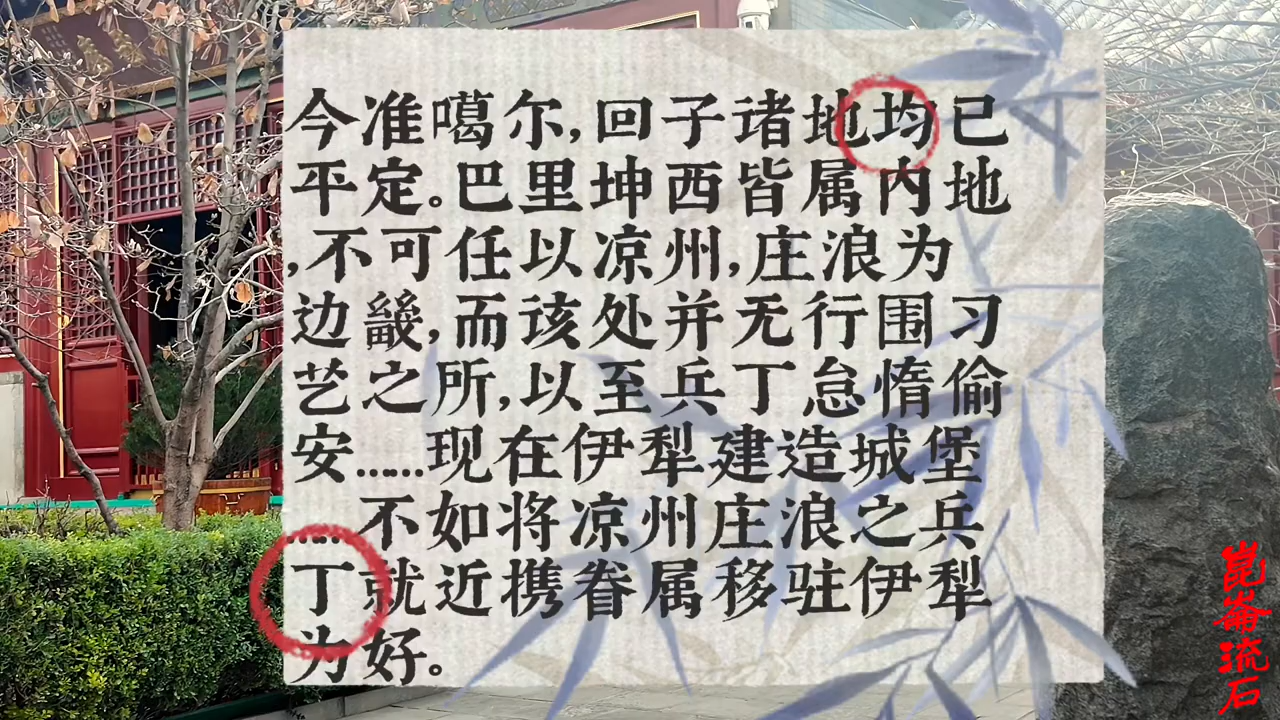 今准噶尔,回子诸地均已
平定。巴里坤西皆属内地
,不可任以凉州,庄浪为
边畿,而该处并无行围习
艺之所,以至兵丁怠惰偷
安……现在伊犁建造城堡
……不如将凉州庄浪之兵
丁就近携眷属移驻伊犁
为好。
崑崙流石